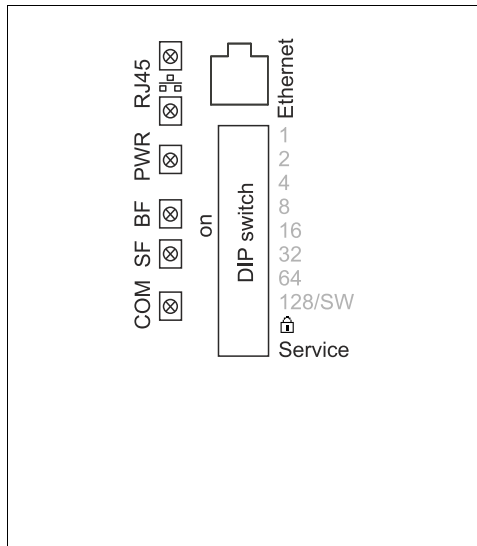 RJ45
PWR
BF
SF
COM
Ethernet
on
DIP switch
1
2
4
8
16
32
64
128/SW
Service